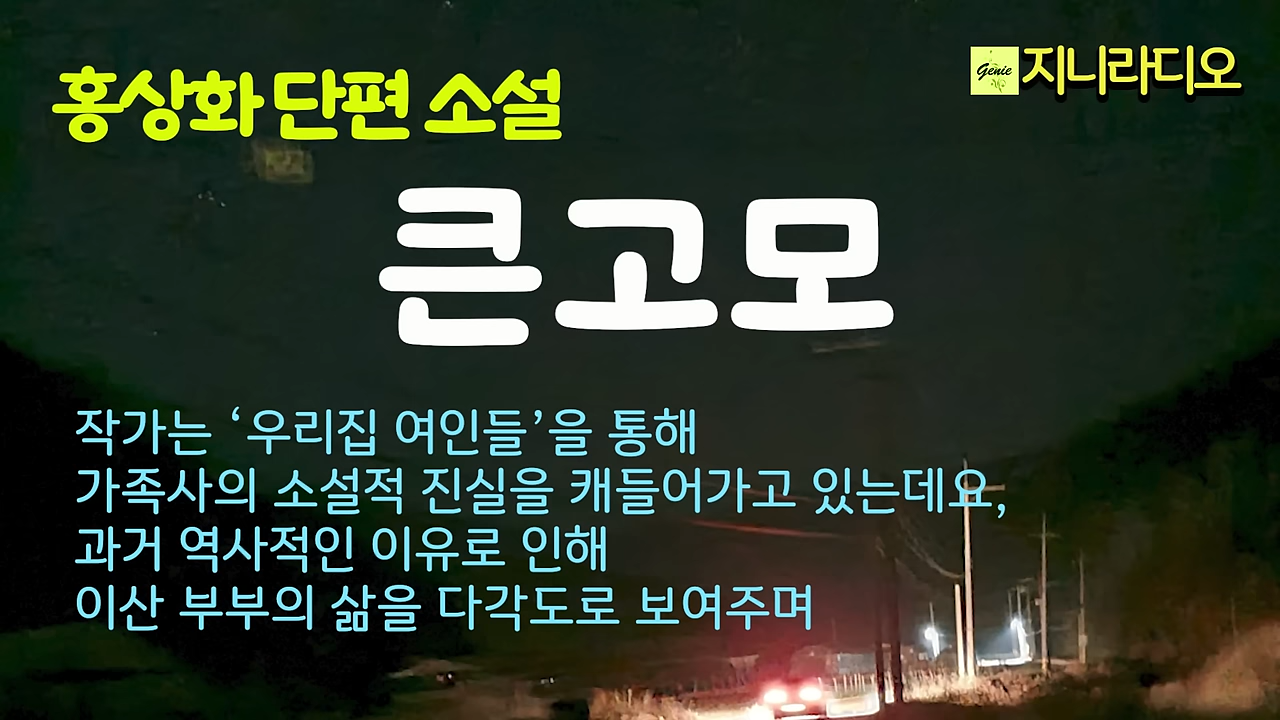 홍상화 단편 소설
Genie 지니라디오
큰고모
작가는 ‘우리집 여인들’을 통해
가족사의 소설적 진실을 캐들어가고 있는데요,
과거 역사적인 이유로 인해
이산 부부의 삶을 다각도로 보여주며